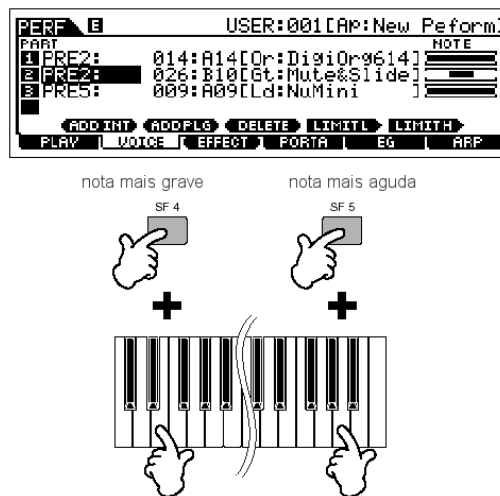 PERF E USER:001[AP:New Peform]
PART NOTE
1 PRE2: 014:A14[Or:DigiOrg614]
2 PRE2: 026:B10[Gt:Mute&Slide]
3 PRE5: 009:A09[Ld:NuMini ]
ADD INT ADDPLG DELETE LIMITL LIMITH
PLAY VOICE EFFECT PORTA EG ARP
nota mais grave nota mais aguda
SF 4 SF 5